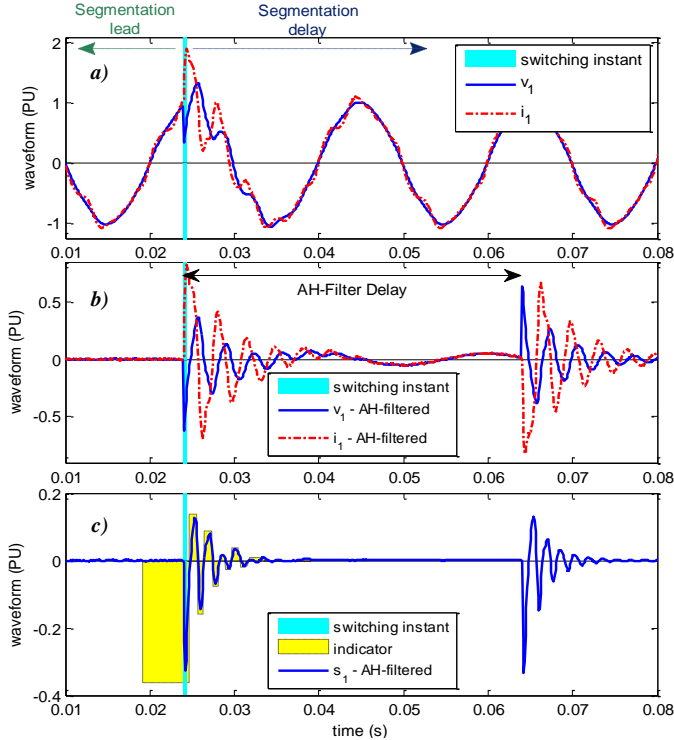 Segmentation lead
Segmentation delay
2
1
0
-1
waveform (PU)
a)
switching instant
v1
i1
0.01 0.02 0.03 0.04 0.05 0.06 0.07 0.08
0.5
0
-0.5
waveform (PU)
b)
AH-Filter Delay
switching instant
v1 - AH-filtered
i1 - AH-filtered
0.01 0.02 0.03 0.04 0.05 0.06 0.07 0.08
0.2
0
-0.2
-0.4
waveform (PU)
c)
switching instant
indicator
s1 - AH-filtered
0.01 0.02 0.03 0.04 0.05 0.06 0.07 0.08
time (s)